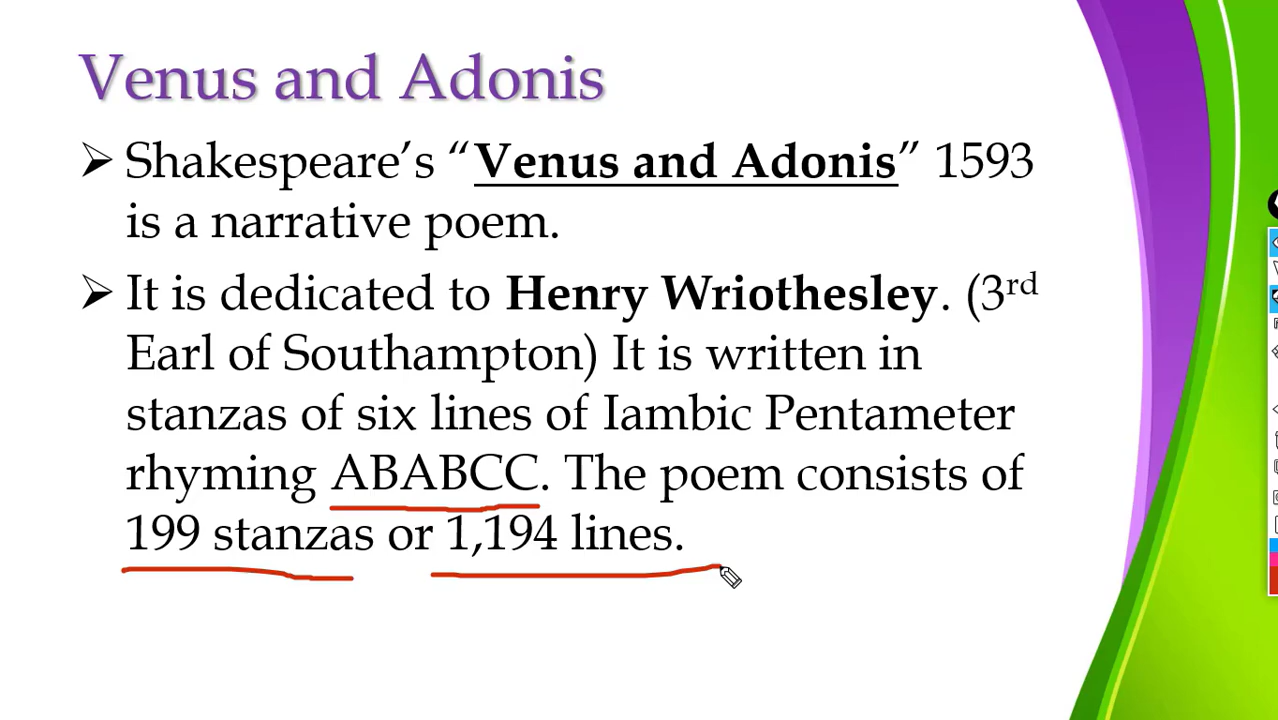 Venus and Adonis
➢ Shakespeare’s “Venus and Adonis” 1593
is a narrative poem.
➢ It is dedicated to Henry Wriothesley. (3rd
Earl of Southampton) It is written in
stanzas of six lines of Iambic Pentameter
rhyming ABABCC. The poem consists of
199 stanzas or 1,194 lines.